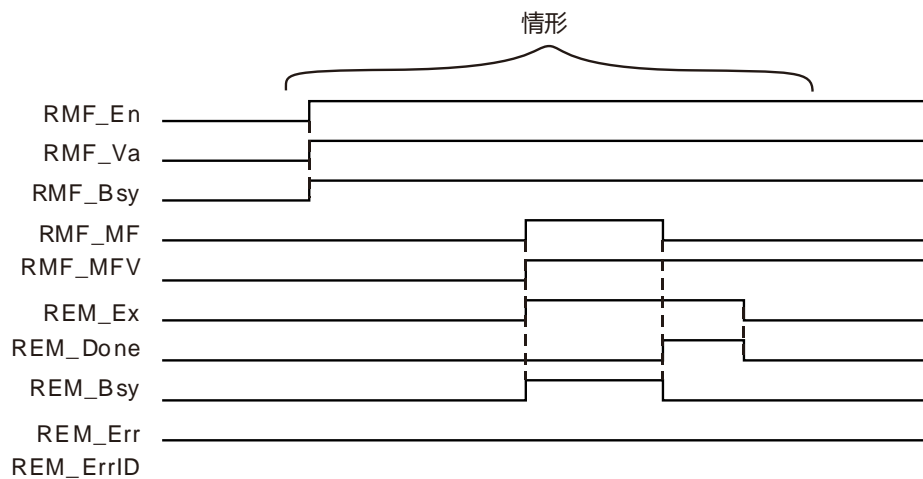 情形
RMF_En
RMF_Va
RMF_Bsy
RMF_MF
RMF_MFV
REM_Ex
REM_Done
REM_Bsy
REM_Err
REM_ErrID